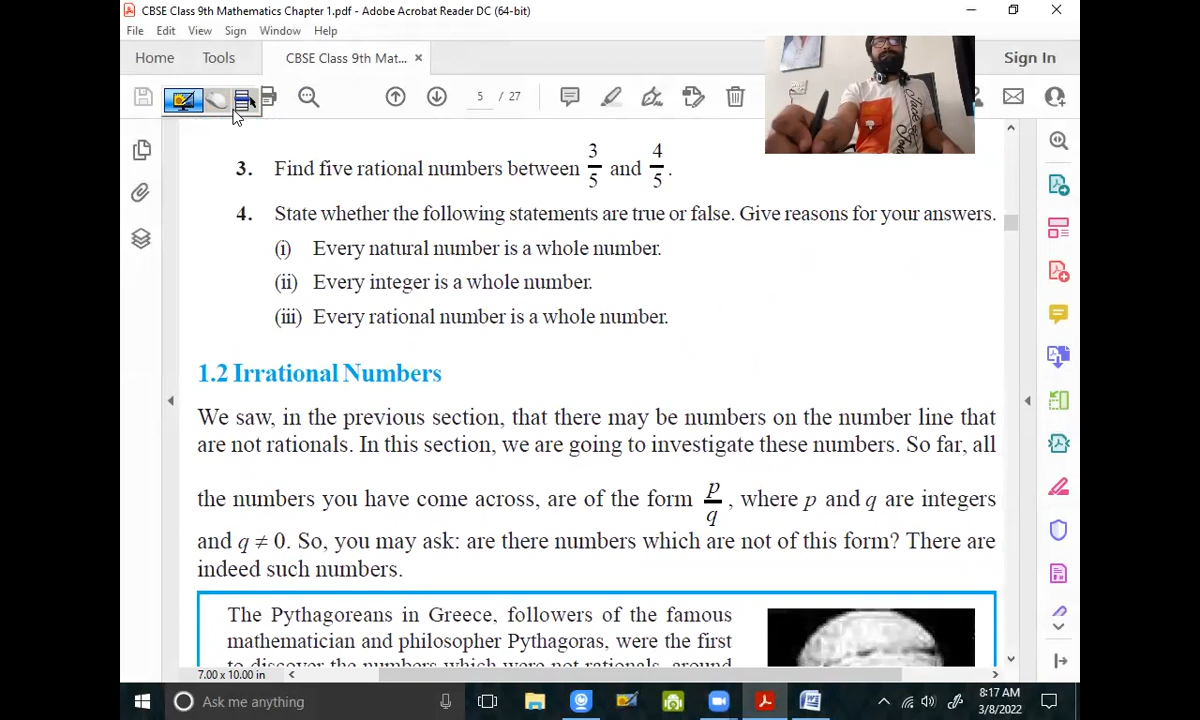 CBSE Class 9th Mathematics Chapter 1.pdf - Adobe Acrobat Reader DC (64-bit)
File Edit View Sign Window Help
Home Tools CBSE Class 9th Mat... × Sign In
5 / 27
3. Find five rational numbers between 3/5 and 4/5.
4. State whether the following statements are true or false. Give reasons for your answers.
(i) Every natural number is a whole number.
(ii) Every integer is a whole number.
(iii) Every rational number is a whole number.
1.2 Irrational Numbers
We saw, in the previous section, that there may be numbers on the number line that
are not rationals. In this section, we are going to investigate these numbers. So far, all
the numbers you have come across, are of the form p/q, where p and q are integers
and q ≠ 0. So, you may ask: are there numbers which are not of this form? There are
indeed such numbers.
The Pythagoreans in Greece, followers of the famous
mathematician and philosopher Pythagoras, were the first
to discover the numbers which were not rationals, around
7.00 x 10.00 in
Ask me anything
8:17 AM
3/8/2022